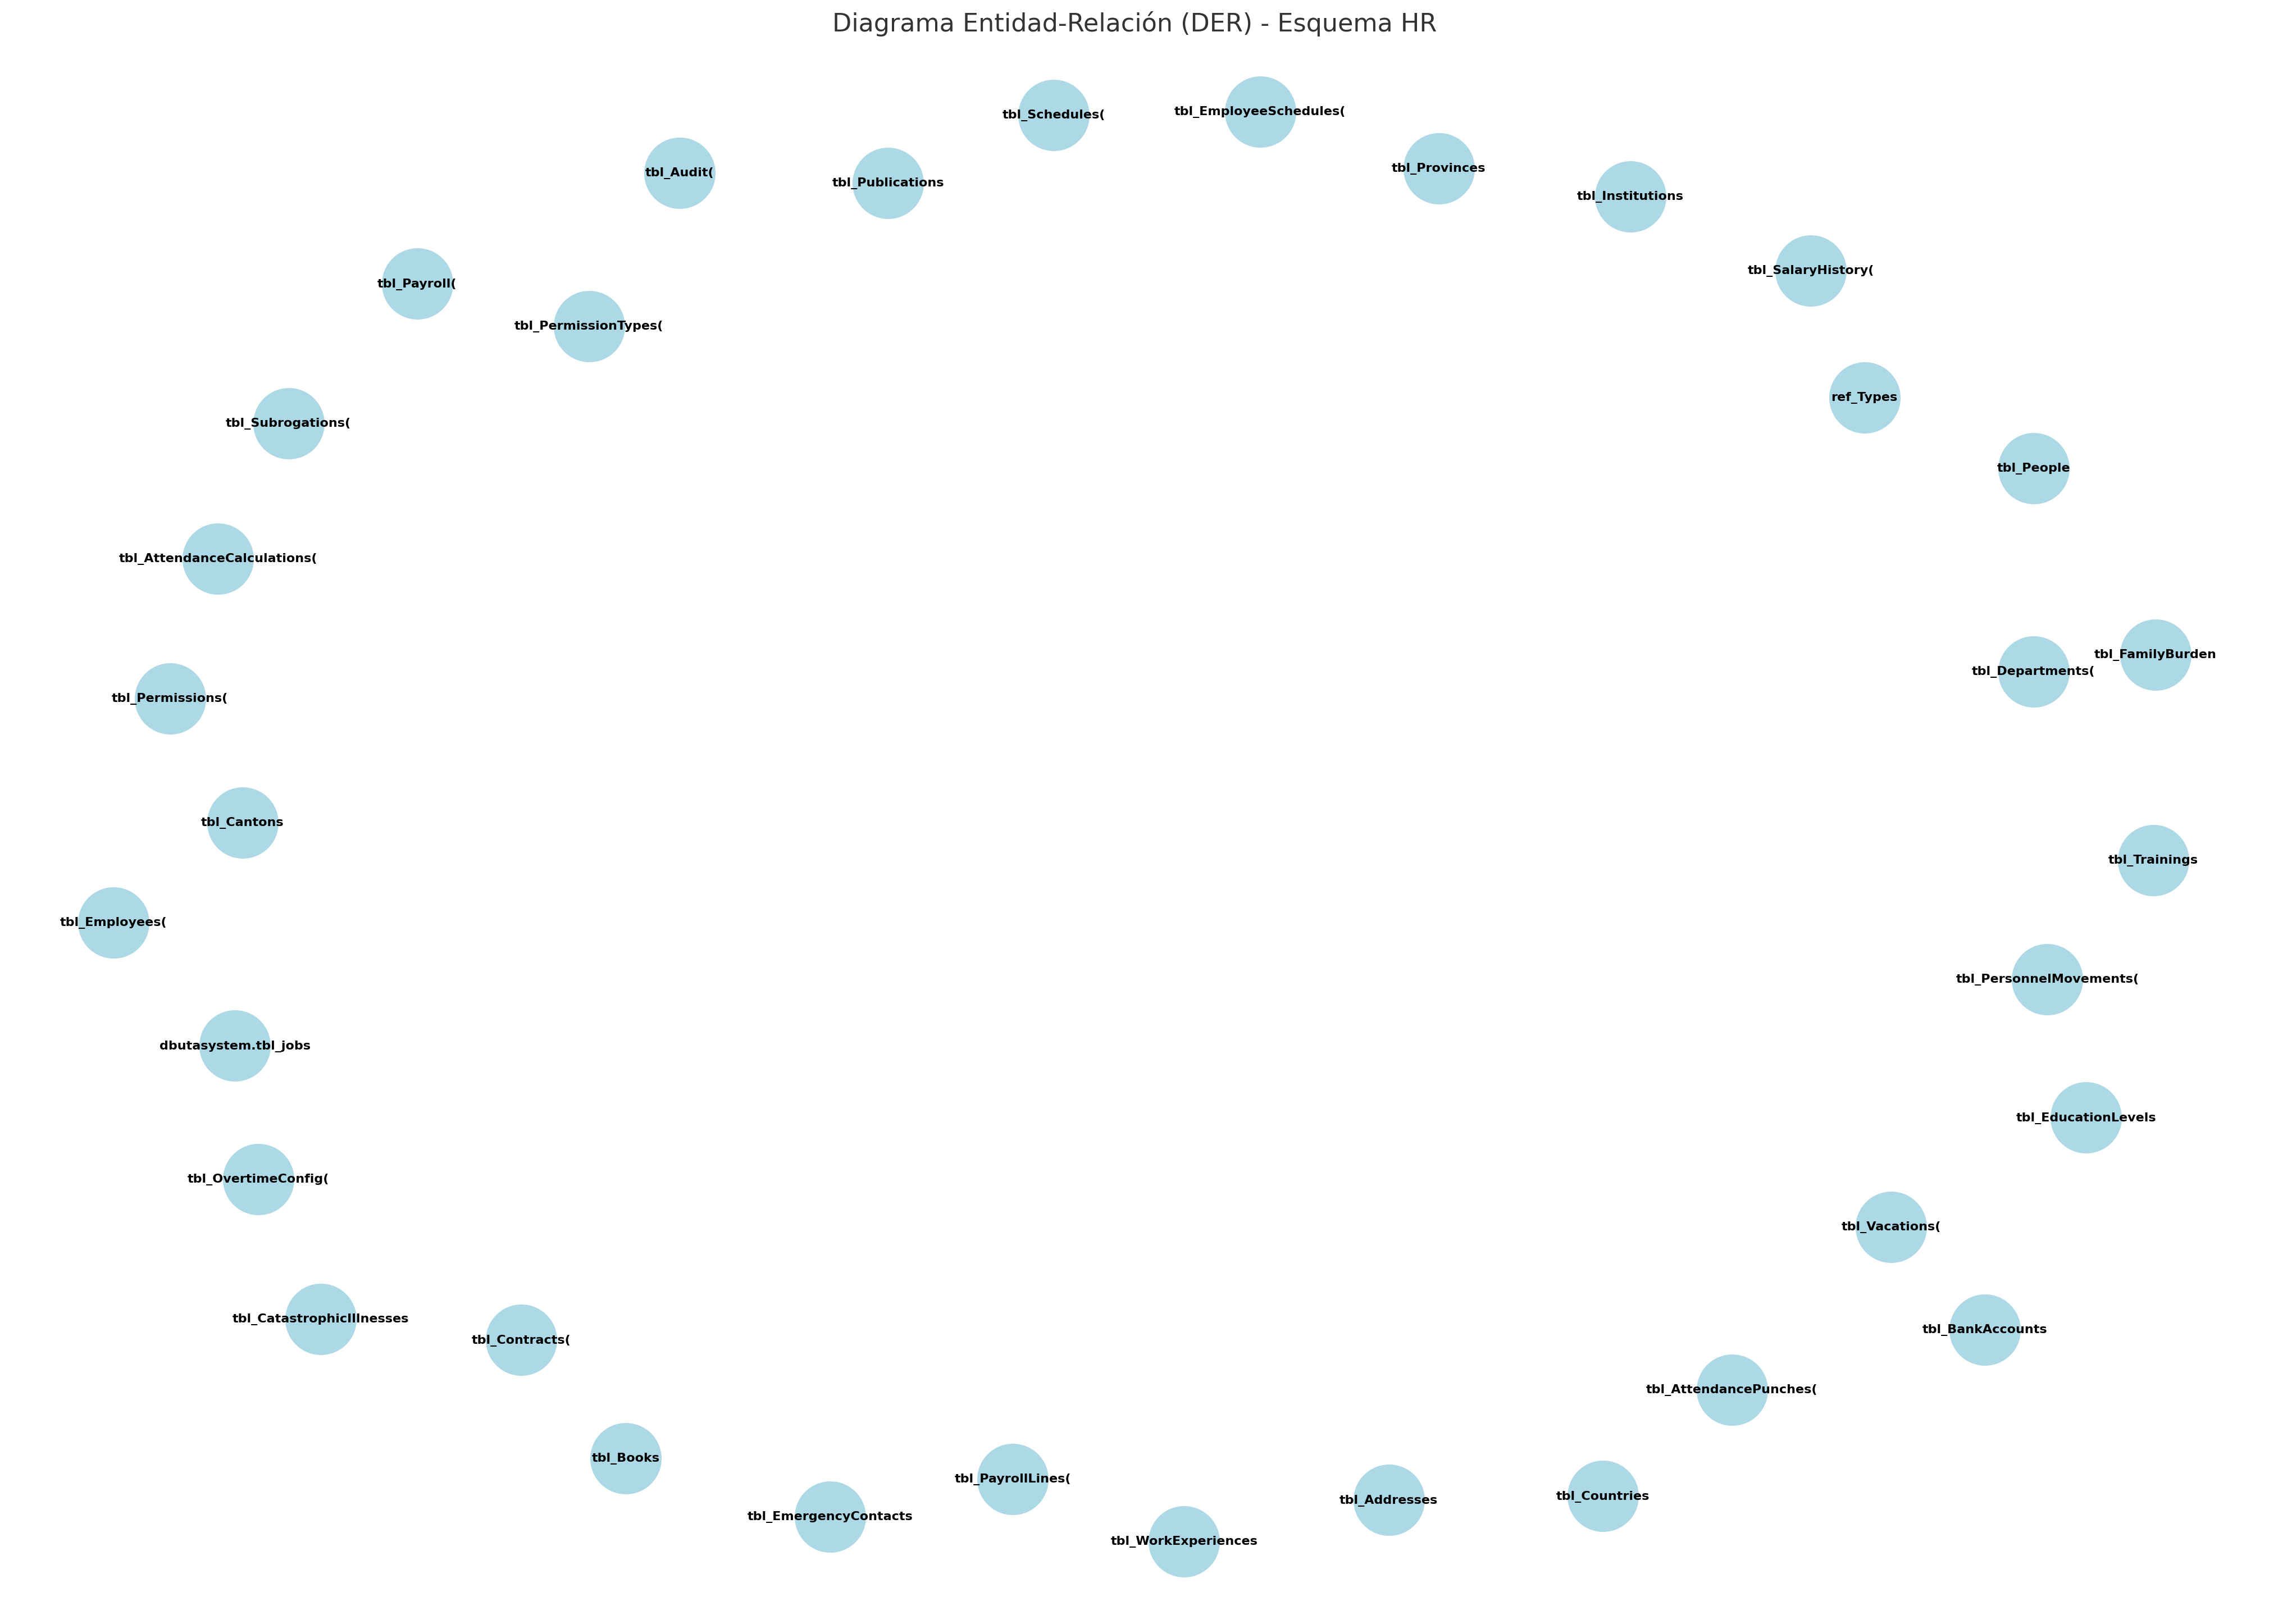 Diagrama Entidad-Relación (DER) - Esquema HR
tbl_EmployeeSchedules(
tbl_Schedules(
tbl_Provinces
tbl_Audit(
tbl_Publications
tbl_Institutions
tbl_SalaryHistory(
tbl_Payroll(
tbl_PermissionTypes(
ref_Types
tbl_Subrogations(
tbl_People
tbl_AttendanceCalculations(
tbl_FamilyBurden
tbl_Departments(
tbl_Permissions(
tbl_Cantons
tbl_Trainings
tbl_Employees(
tbl_PersonnelMovements(
dbutasystem.tbl_jobs
tbl_EducationLevels
tbl_OvertimeConfig(
tbl_Vacations(
tbl_CatastrophicIllnesses
tbl_BankAccounts
tbl_Contracts(
tbl_AttendancePunches(
tbl_Books
tbl_PayrollLines(
tbl_Countries
tbl_Addresses
tbl_EmergencyContacts
tbl_WorkExperiences